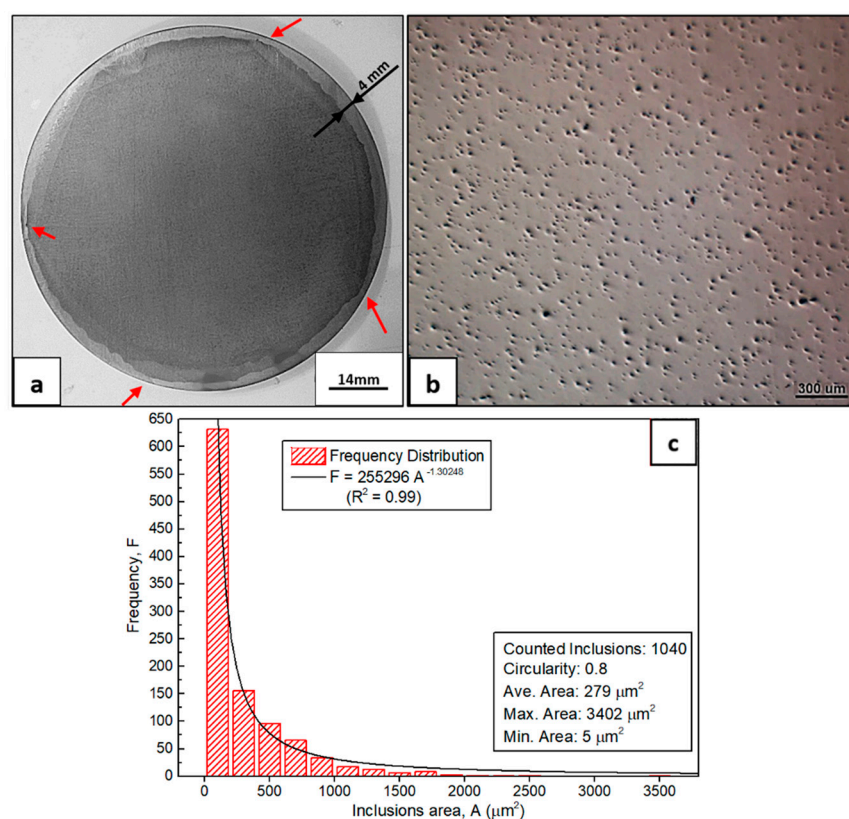 4 mm
a
14mm
b
300 um
c
650
600
550
500
450
400
350
300
250
200
150
100
50
0
Frequency, F
Frequency Distribution
F = 255296 A^-1.30248
(R² = 0.99)
Counted Inclusions: 1040
Circularity: 0.8
Ave. Area: 279 μm²
Max. Area: 3402 μm²
Min. Area: 5 μm²
0 500 1000 1500 2000 2500 3000 3500
Inclusions area, A (μm²)